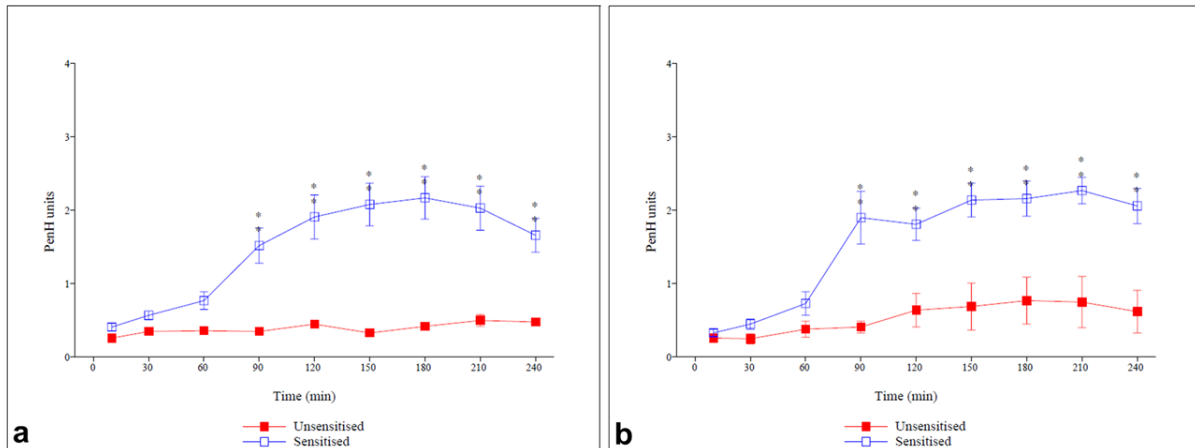 4
3
2
1
0
PenH units
* * * * * *
* * * * * *
0 30 60 90 120 150 180 210 240
Time (min)
Unsensitised
Sensitised
a
4
3
2
1
0
PenH units
* * * * * *
* * * * * *
0 30 60 90 120 150 180 210 240
Time (min)
Unsensitised
Sensitised
b